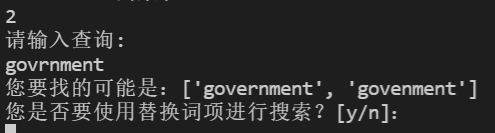 2
请输入查询:
govrnment
您要找的可能是: ['government', 'govenment']
您是否要使用替换词项进行搜索? [y/n]: